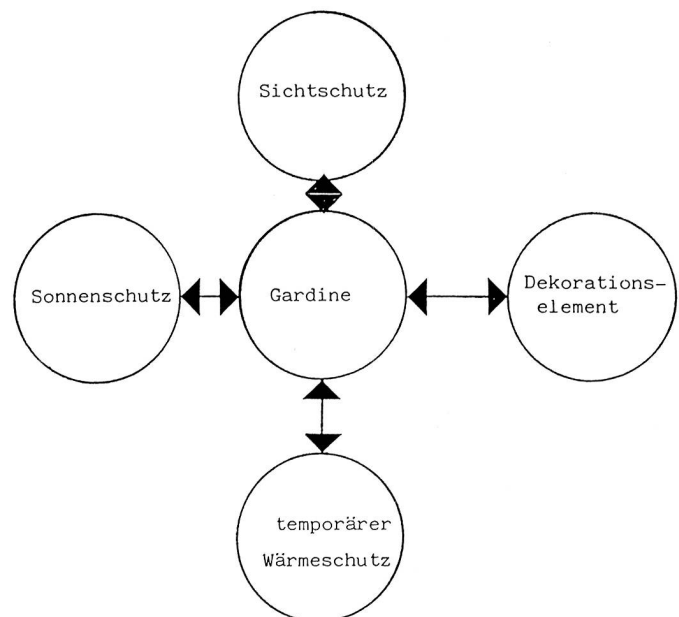 Sichtschutz
Sonnenschutz
Gardine
Dekorations-
element
temporärer
Wärmeschutz